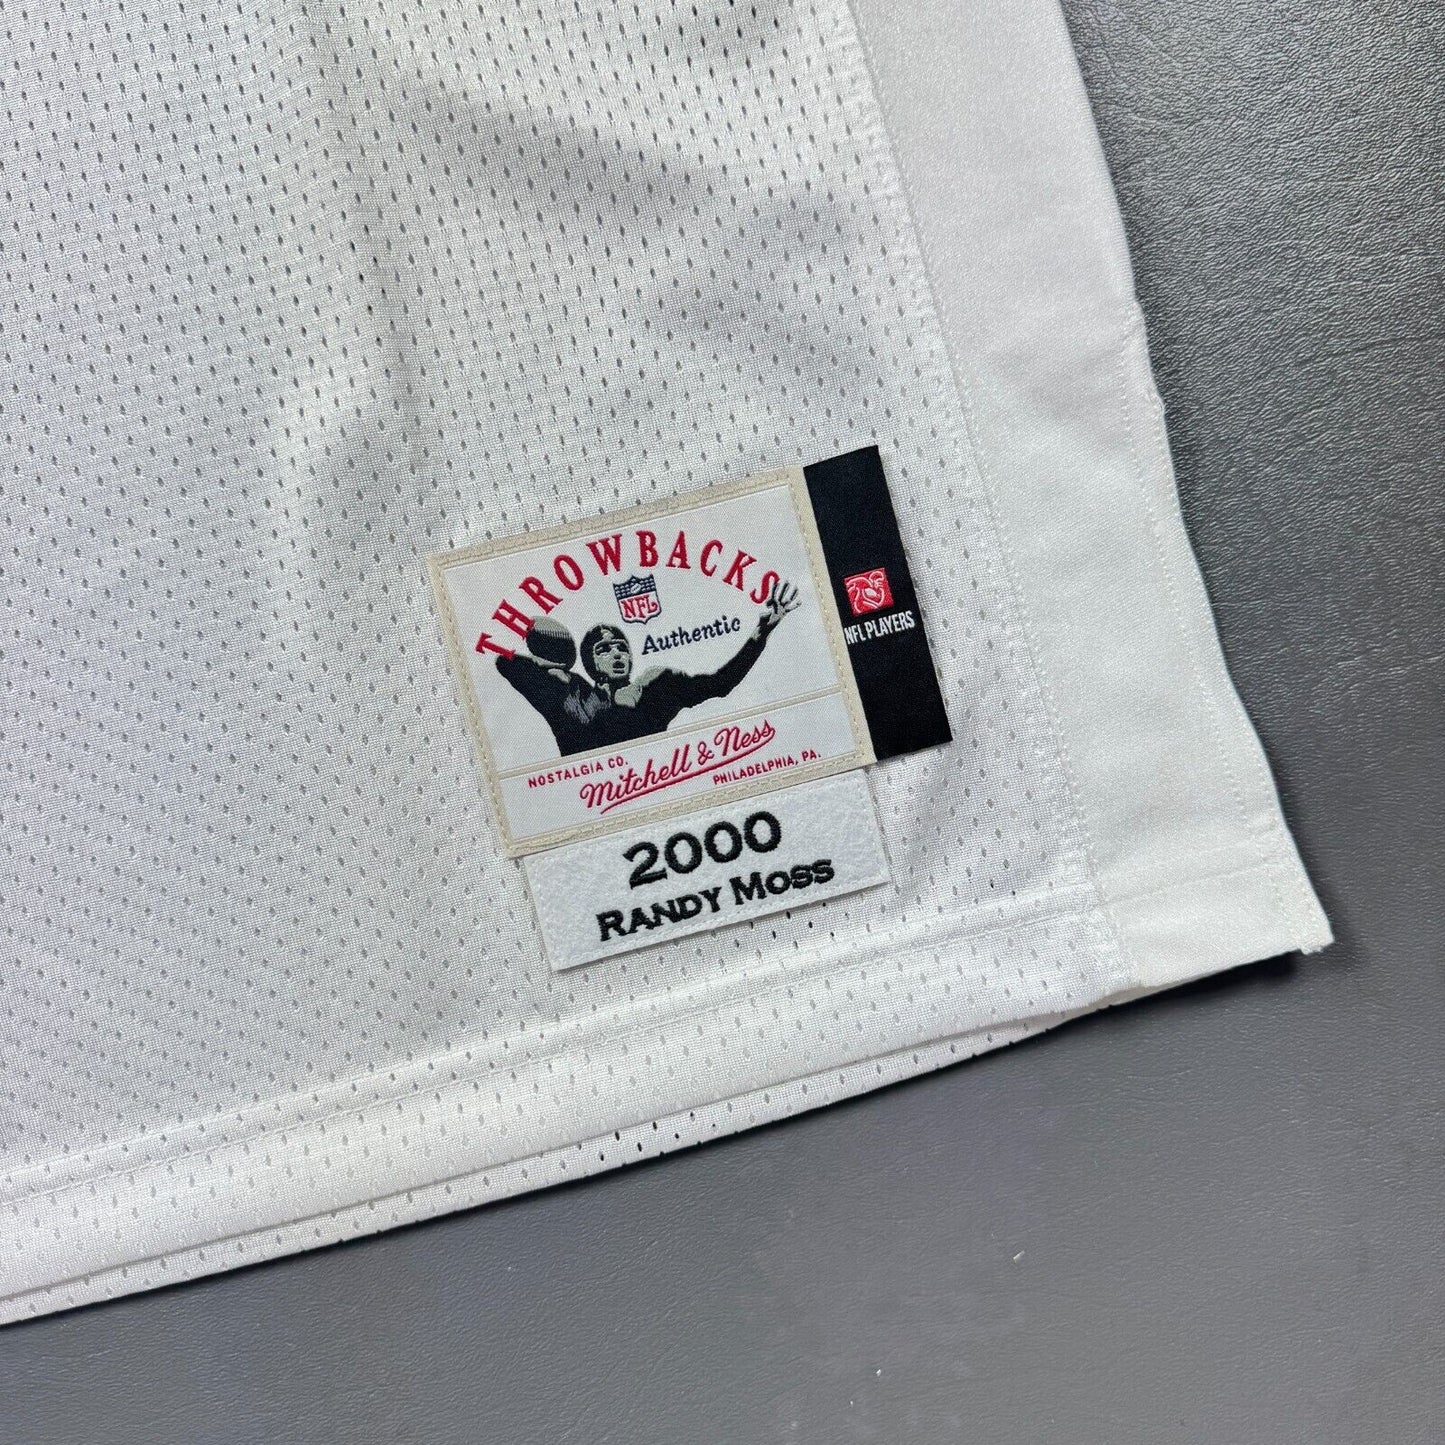 THROWBACKS
NFL
Authentic
NFL PLAYERS
NOSTALGIA CO.
Mitchell & Ness
PHILADELPHIA, PA.
2000
RANDY MOSS